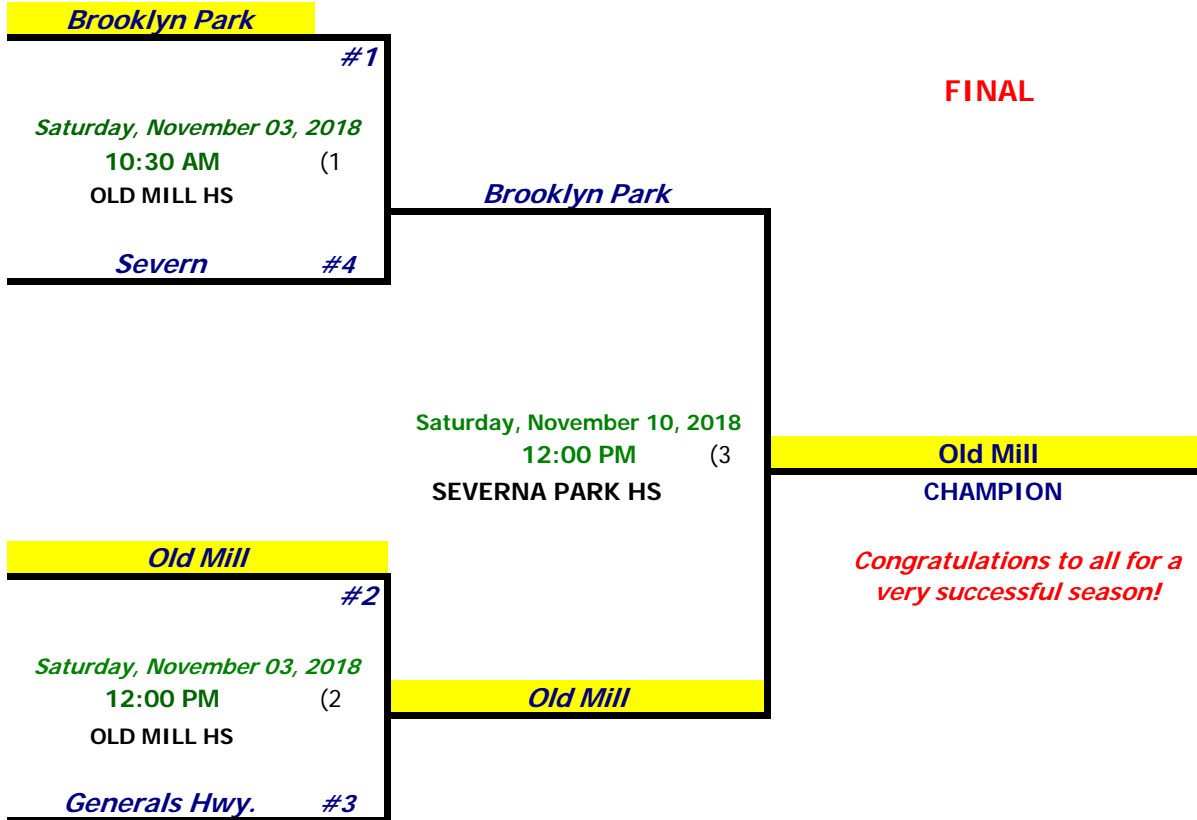 Brooklyn Park
#1
FINAL
Saturday, November 03, 2018
10:30 AM (1
OLD MILL HS
Brooklyn Park
Severn #4
Saturday, November 10, 2018
12:00 PM (3
SEVERNA PARK HS
Old Mill
CHAMPION
Old Mill
#2
Congratulations to all for a
very successful season!
Saturday, November 03, 2018
12:00 PM (2
OLD MILL HS
Old Mill
Generals Hwy. #3